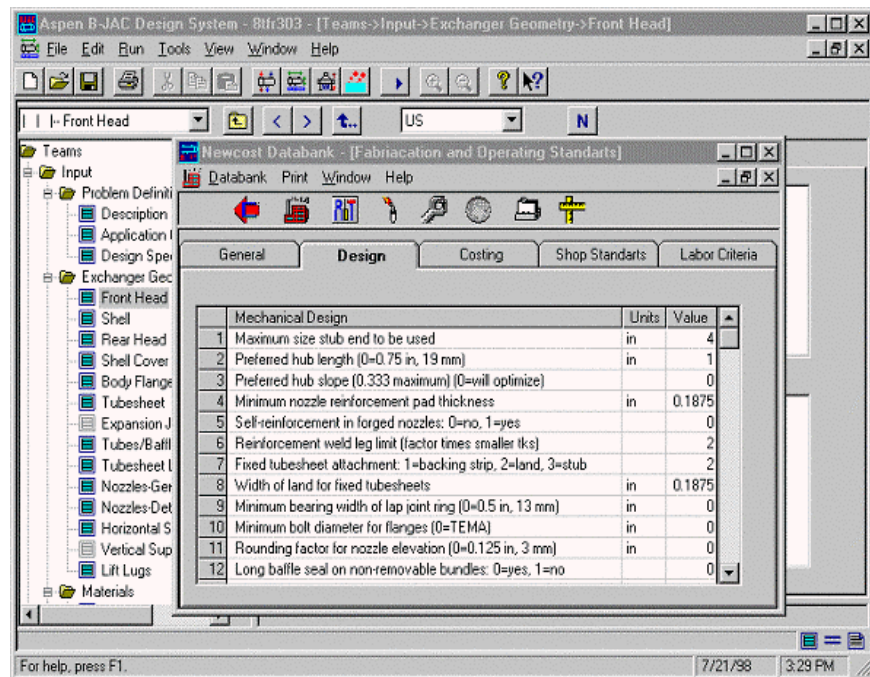 Aspen B-JAC Design System - 8tfr303 - [Teams->Input->Exchanger Geometry->Front Head]
File Edit Run Tools View Window Help
| | |-- Front Head
US
N
Teams
Input
Problem Definiti
Description
Application
Design Spe
Exchanger Geo
Front Head
Shell
Rear Head
Shell Cover
Body Flange
Tubesheet
Expansion J
Tubes/Baffl
Tubesheet L
Nozzles-Ger
Nozzles-Det
Horizontal S
Vertical Sup
Lift Lugs
Materials
Newcost Databank - [Fabriacation and Operating Standarts]
Databank Print Window Help
General Design Costing Shop Standarts Labor Criteria
Mechanical Design Units Value
1 Maximum size stub end to be used in 4
2 Preferred hub length (0=0.75 in, 19 mm) in 1
3 Preferred hub slope (0.333 maximum) (0=will optimize) 0
4 Minimum nozzle reinforcement pad thickness in 0.1875
5 Self-reinforcement in forged nozzles: 0=no, 1=yes 0
6 Reinforcement weld leg limit (factor times smaller tks) 2
7 Fixed tubesheet attachment: 1=backing strip, 2=land, 3=stub 2
8 Width of land for fixed tubesheets in 0.1875
9 Minimum bearing width of lap joint ring (0=0.5 in, 13 mm) in 0
10 Minimum bolt diameter for flanges (0=TEMA) in 0
11 Rounding factor for nozzle elevation (0=0.125 in, 3 mm) in 0
12 Long baffle seal on non-removable bundles: 0=yes, 1=no 0
For help, press F1.
7/21/98 3:29 PM